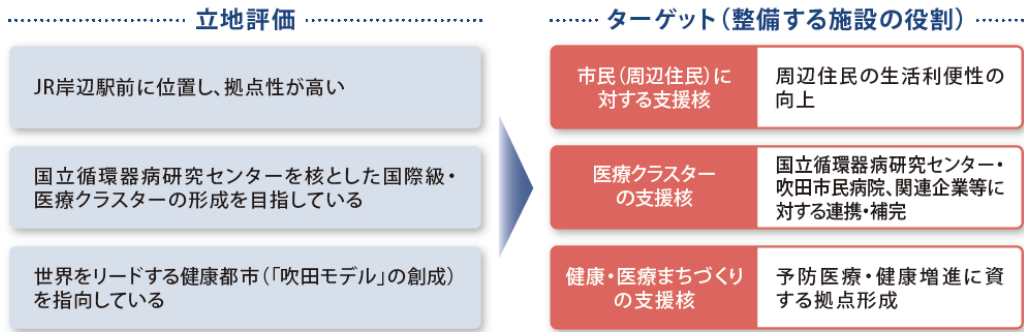 立地評価
JR岸辺駅前に位置し、拠点性が高い
国立循環器病研究センターを核とした国際級・
医療クラスターの形成を目指している
世界をリードする健康都市（「吹田モデル」の創成）
を指向している
ターゲット（整備する施設の役割）
市民（周辺住民）に
対する支援核
周辺住民の生活利便性の
向上
医療クラスター
の支援核
国立循環器病研究センター・
吹田市民病院、関連企業等に
対する連携・補完
健康・医療まちづくり
の支援核
予防医療・健康増進に資
する拠点形成